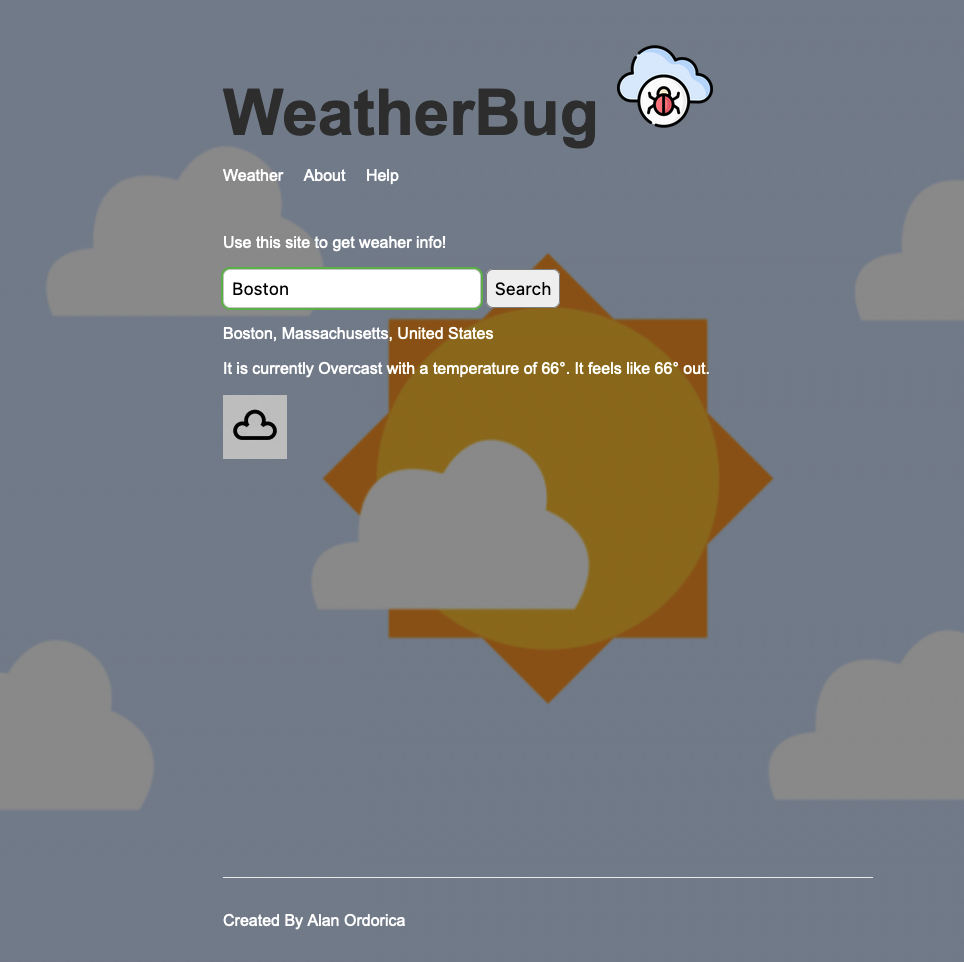 WeatherBug
Weather About Help
Use this site to get weaher info!
Boston Search
Boston, Massachusetts, United States
It is currently Overcast with a temperature of 66°. It feels like 66° out.
Created By Alan Ordorica